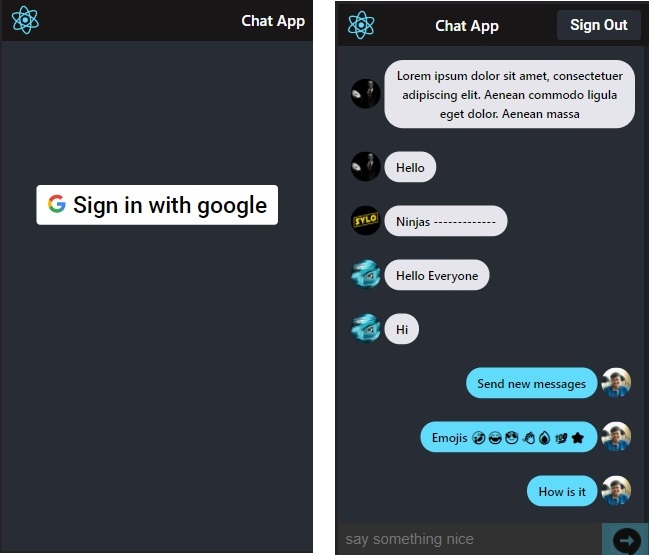 Chat App
Sign in with google
Chat App
Sign Out
Lorem ipsum dolor sit amet, consectetuer
adipiscing elit. Aenean commodo ligula
eget dolor. Aenean massa
Hello
SYLO
Ninjas -------------
Hello Everyone
Hi
Send new messages
Emojis 🤣😂😍👏🔥💯⭐
How is it
say something nice